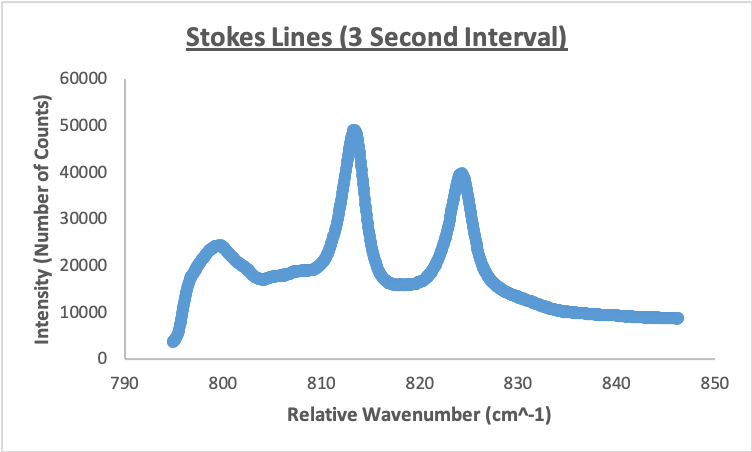 Stokes Lines (3 Second Interval)
Intensity (Number of Counts)
60000
50000
40000
30000
20000
10000
0
790 800 810 820 830 840 850
Relative Wavenumber (cm^-1)